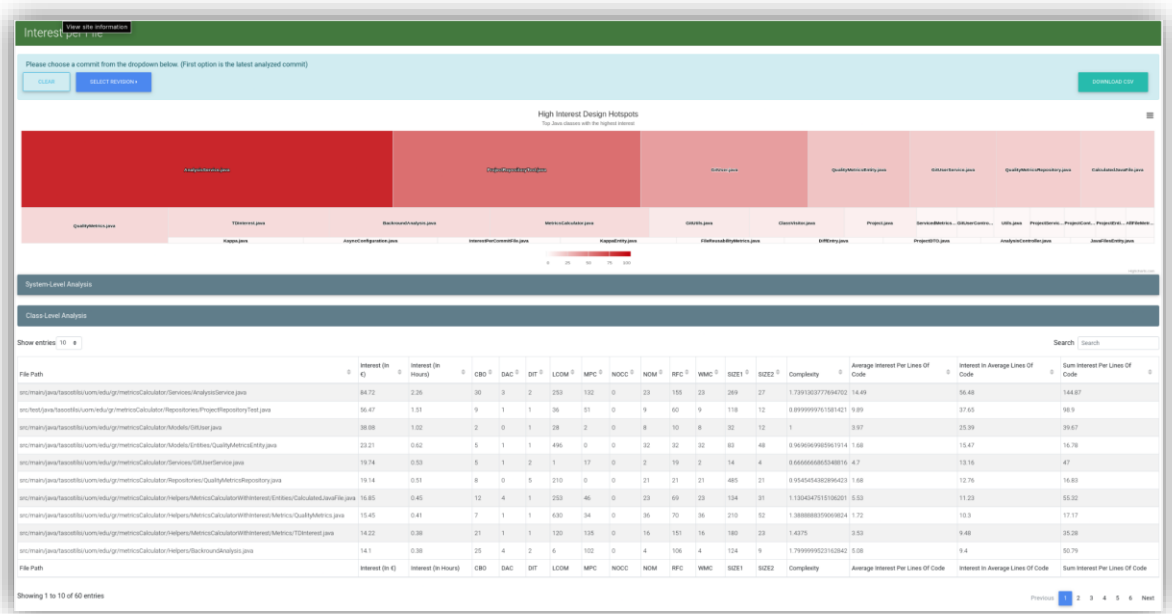 View site information
Interest per File
Please choose a commit from the dropdown below. (First option is the latest analyzed commit)
CLEAR SELECT REVISION DOWNLOAD CSV
High Interest Design Hotspots
Top Java classes with the highest interest
AnalysisService.java ProjectRepositoryTest.java GitUser.java QualityMetricsEntity.java GitUserService.java QualityMetricsRepository.java CalculatedJavaFile.java
QualityMetrics.java TDInterest.java BackroundAnalysis.java MetricsCalculator.java GitUtils.java ClassVisitor.java Project.java ServicedMetrics... GitUserContro... Utils.java ProjectServic... ProjectCont... ProjectEnti...
Kappa.java AsyncConfiguration.java InterestPerCommitFile.java KappaEntity.java FileReusabilityMetrics.java DiffEntry.java ProjectDTO.java AnalysisController.java JavaFilesEntity.java
0 25 50 75 100
System-Level Analysis
Class-Level Analysis
Show entries 10 Search Search
File Path Interest (in €) Interest (in Hours) CBO DAC DIT LCOM MPC NOCC NOM RFC WMC SIZE1 SIZE2 Complexity Average Interest Per Lines Of Code Interest In Average Lines Of Code Sum Interest Per Lines Of Code
src/main/java/tasostilsi/uom/edu/gr/metricsCalculator/Services/AnalysisService.java 84.72 2.26 30 3 2 253 132 0 23 155 23 269 27 1.7391303777694702 14.49 56.48 144.87
src/test/java/tasostilsi/uom/edu/gr/metricsCalculator/Repositories/ProjectRepositoryTest.java 56.47 1.51 9 1 1 36 51 0 9 60 9 118 12 0.8999999761581421 9.89 37.65 98.9
src/main/java/tasostilsi/uom/edu/gr/metricsCalculator/Models/GitUser.java 38.08 1.02 2 0 1 28 2 0 8 10 8 32 12 1 3.97 25.39 39.67
src/main/java/tasostilsi/uom/edu/gr/metricsCalculator/Models/Entities/QualityMetricsEntity.java 23.21 0.62 5 1 1 496 0 0 32 32 32 83 48 0.9696969985961914 1.68 15.47 16.78
src/main/java/tasostilsi/uom/edu/gr/metricsCalculator/Services/GitUserService.java 19.74 0.53 5 1 2 1 17 0 2 19 2 14 4 0.6666666865348816 4.7 13.16 47
src/main/java/tasostilsi/uom/edu/gr/metricsCalculator/Repositories/QualityMetricsRepository.java 19.14 0.51 8 0 5 210 0 0 21 21 21 485 21 0.9545454382896423 1.68 12.76 16.83
src/main/java/tasostilsi/uom/edu/gr/metricsCalculator/Helpers/MetricsCalculatorWithInterest/Entities/CalculatedJavaFile.java 16.85 0.45 12 4 1 253 46 0 23 69 23 134 31 1.1304347515106201 5.53 11.23 55.32
src/main/java/tasostilsi/uom/edu/gr/metricsCalculator/Helpers/MetricsCalculatorWithInterest/Metrics/QualityMetrics.java 15.45 0.41 7 1 1 630 34 0 36 70 36 210 52 1.3888888359069824 1.72 10.3 17.17
src/main/java/tasostilsi/uom/edu/gr/metricsCalculator/Helpers/MetricsCalculatorWithInterest/Metrics/TDInterest.java 14.22 0.38 21 1 1 120 135 0 16 151 16 180 23 1.4375 3.53 9.48 35.28
src/main/java/tasostilsi/uom/edu/gr/metricsCalculator/Helpers/BackroundAnalysis.java 14.1 0.38 25 4 2 6 102 0 4 106 4 124 9 1.7999999523162842 5.08 9.4 50.79
File Path Interest (in €) Interest (in Hours) CBO DAC DIT LCOM MPC NOCC NOM RFC WMC SIZE1 SIZE2 Complexity Average Interest Per Lines Of Code Interest In Average Lines Of Code Sum Interest Per Lines Of Code
Showing 1 to 10 of 60 entries Previous 1 2 3 4 5 6 Next